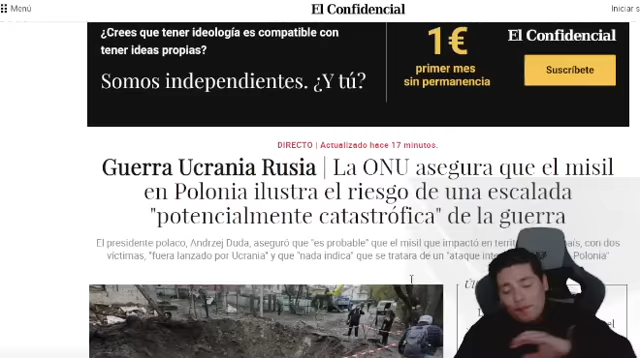 Menú
El Confidencial
Iniciar s
¿Crees que tener ideología es compatible con
tener ideas propias?
Somos independientes. ¿Y tú?
1€
primer mes
sin permanencia
El Confidencial
Suscríbete
DIRECTO | Actualizado hace 17 minutos.
Guerra Ucrania Rusia | La ONU asegura que el misil
en Polonia ilustra el riesgo de una escalada
"potencialmente catastrófica" de la guerra
El presidente polaco, Andrzej Duda, aseguró que "es probable" que el misil que impactó en ís, con dos
víctimas, "fuera lanzado por Ucrania" y que "nada indica" que se tratara de un "ataque Polonia"